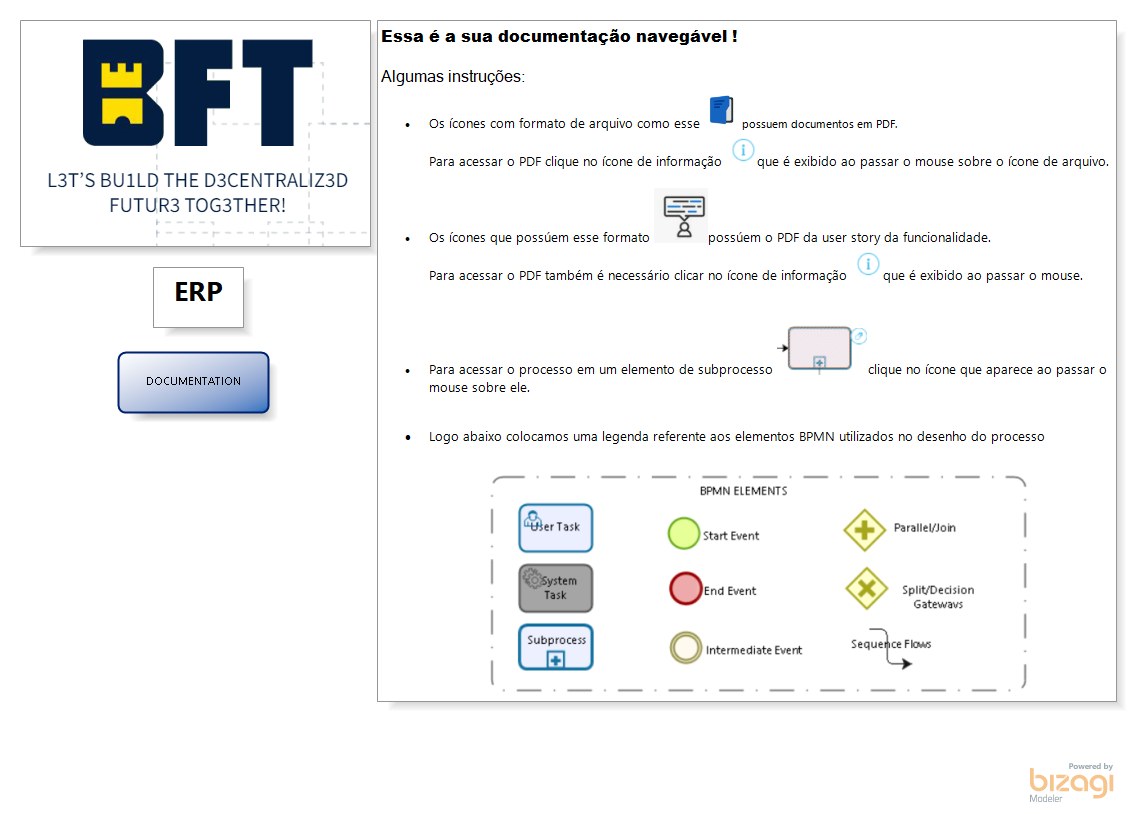 BFT
L3T'S BU1LD THE D3CENTRALIZ3D
FUTUR3 TOG3THER!
ERP
DOCUMENTATION
Essa é a sua documentação navegável !
Algumas instruções:
• Os ícones com formato de arquivo como esse possuem documentos em PDF.
Para acessar o PDF clique no ícone de informação que é exibido ao passar o mouse sobre o ícone de arquivo.
• Os ícones que possúem esse formato possúem o PDF da user story da funcionalidade.
Para acessar o PDF também é necessário clicar no ícone de informação que é exibido ao passar o mouse.
• Para acessar o processo em um elemento de subprocesso clique no ícone que aparece ao passar o
mouse sobre ele.
• Logo abaixo colocamos uma legenda referente aos elementos BPMN utilizados no desenho do processo
BPMN ELEMENTS
User Task
Start Event
Parallel/Join
System
Task
End Event
Split/Decision
Gateways
Subprocess
Intermediate Event
Sequence Flows
Powered by
bizagi
Modeler